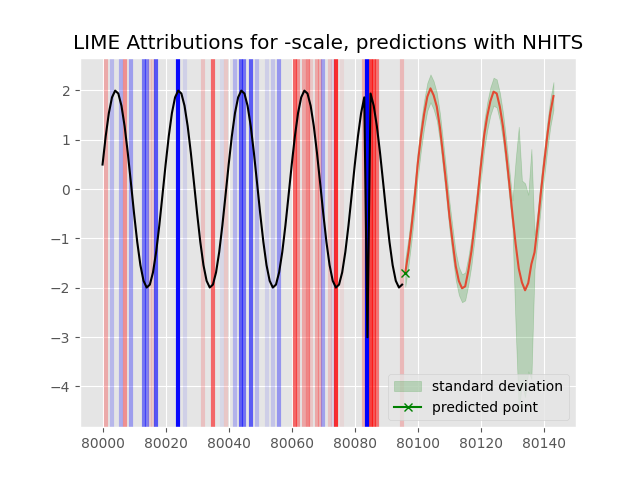 LIME Attributions for -scale, predictions with NHITS
2
1
0
−1
−2
−3
−4
standard deviation
predicted point
80000 80020 80040 80060 80080 80100 80120 80140